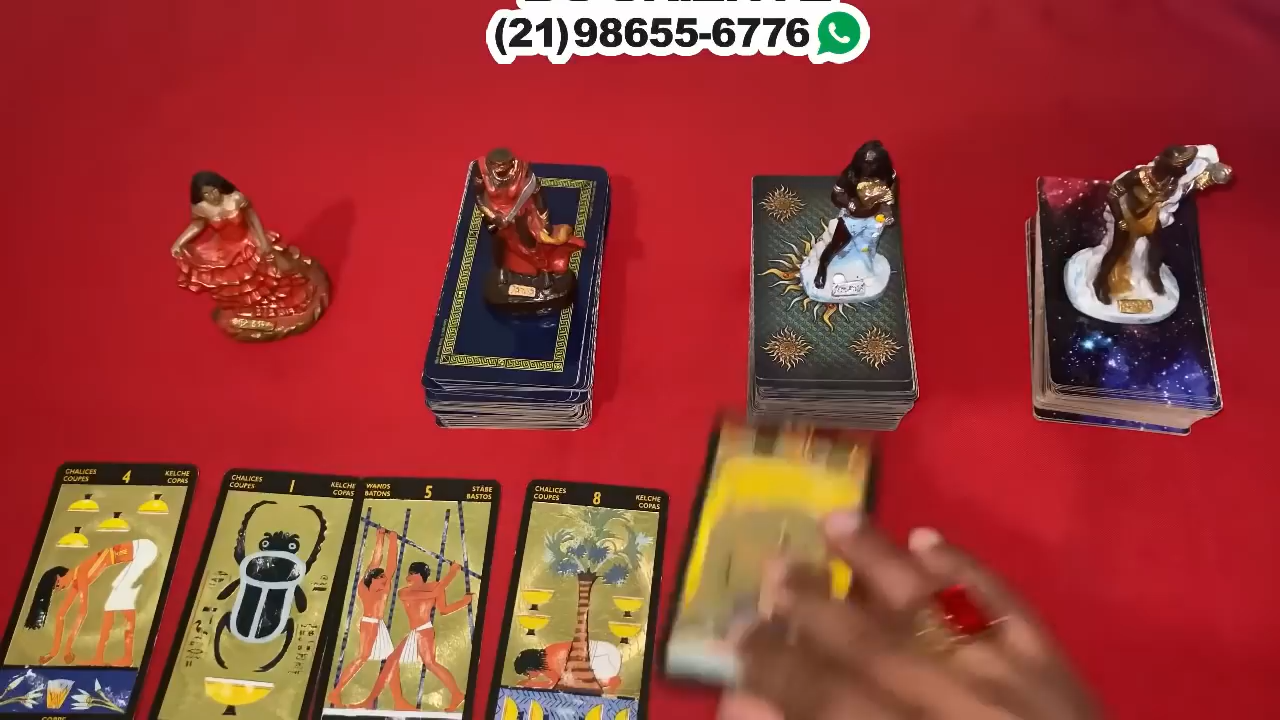 (21)98655-6776
CHALICES 4 KELCHE
COUPES COPAS
CHALICES 1 KELCHE
COUPES COPAS
WANDS 5 STÄBE
BATONS BASTOS
CHALICES 8 KELCHE
COUPES COPAS